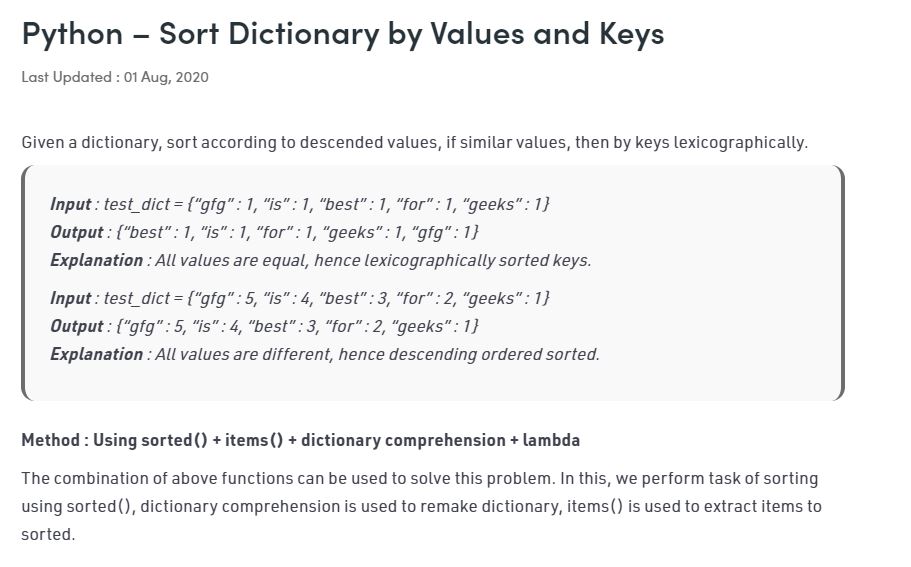 Python – Sort Dictionary by Values and Keys
Last Updated : 01 Aug, 2020
Given a dictionary, sort according to descended values, if similar values, then by keys lexicographically.
Input : test_dict = {“gfg” : 1, “is” : 1, “best” : 1, “for” : 1, “geeks” : 1}
Output : {“best” : 1, “is” : 1, “for” : 1, “geeks” : 1, “gfg” : 1}
Explanation : All values are equal, hence lexicographically sorted keys.
Input : test_dict = {“gfg” : 5, “is” : 4, “best” : 3, “for” : 2, “geeks” : 1}
Output : {“gfg” : 5, “is” : 4, “best” : 3, “for” : 2, “geeks” : 1}
Explanation : All values are different, hence descending ordered sorted.
Method : Using sorted() + items() + dictionary comprehension + lambda
The combination of above functions can be used to solve this problem. In this, we perform task of sorting
using sorted(), dictionary comprehension is used to remake dictionary, items() is used to extract items to
sorted.